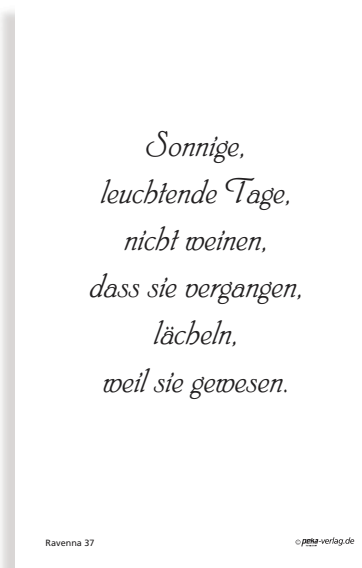 Sonnige,
leuchtende Tage,
nicht weinen,
dass sie vergangen,
lächeln,
weil sie gewesen.
Ravenna 37
© peka-verlag.de